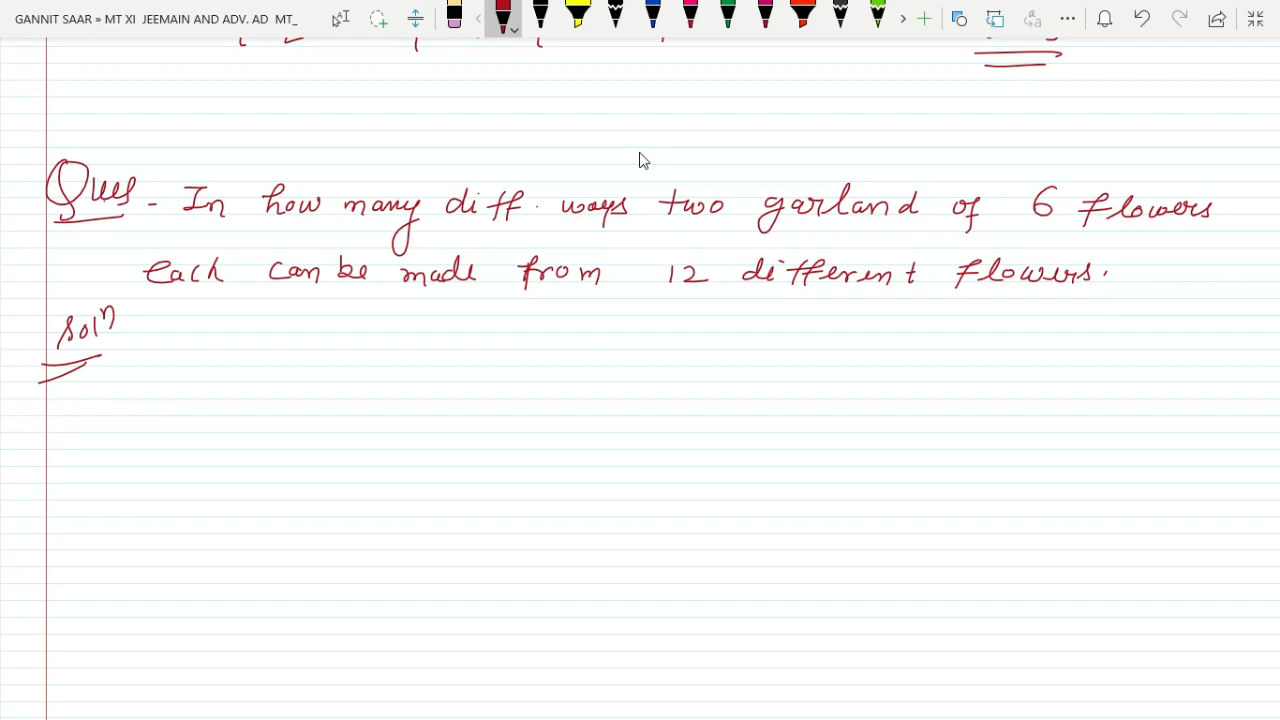 GANNIT SAAR » MT XI JEEMAIN AND ADV. AD MT_
Ques - In how many diff. ways two garland of 6 flowers
each can be made from 12 different flowers.
solⁿ